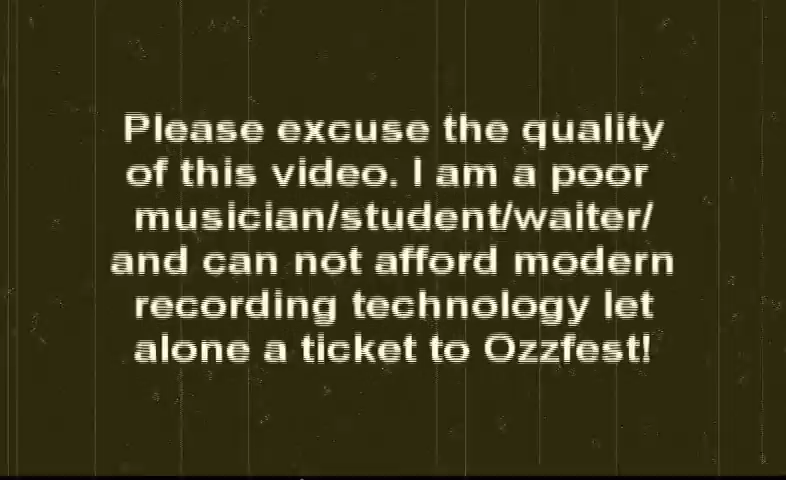 Please excuse the quality
of this video. I am a poor
musician/student/waiter/
and can not afford modern
recording technology let
alone a ticket to Ozzfest!